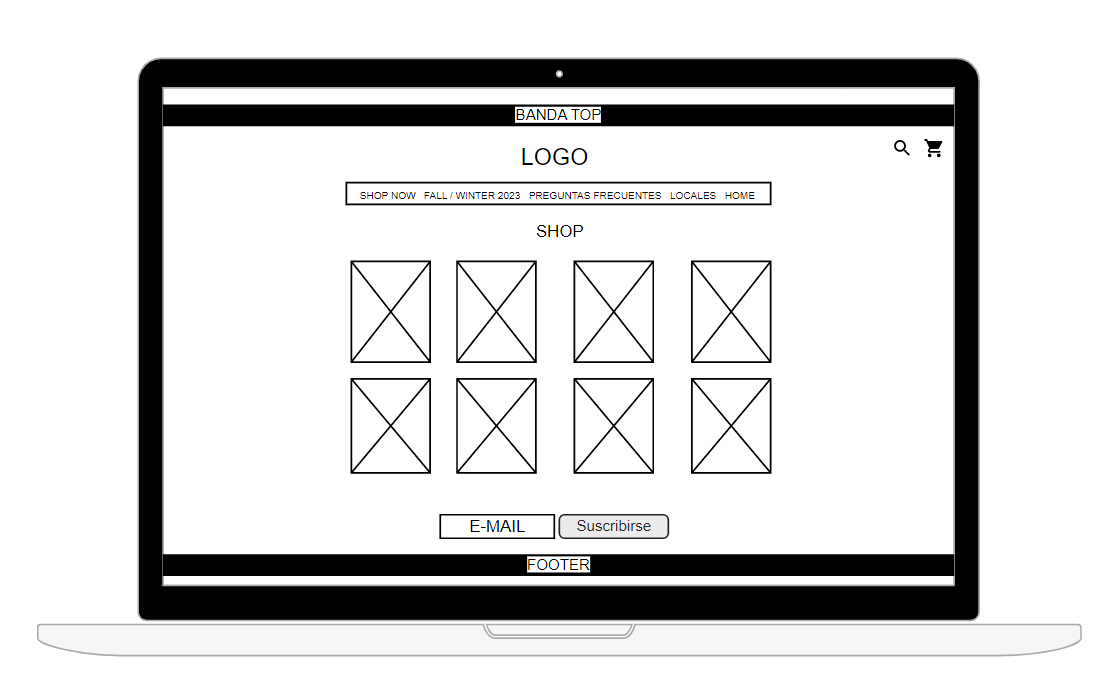 BANDA TOP
LOGO
SHOP NOW FALL / WINTER 2023 PREGUNTAS FRECUENTES LOCALES HOME
SHOP
E-MAIL Suscribirse
FOOTER